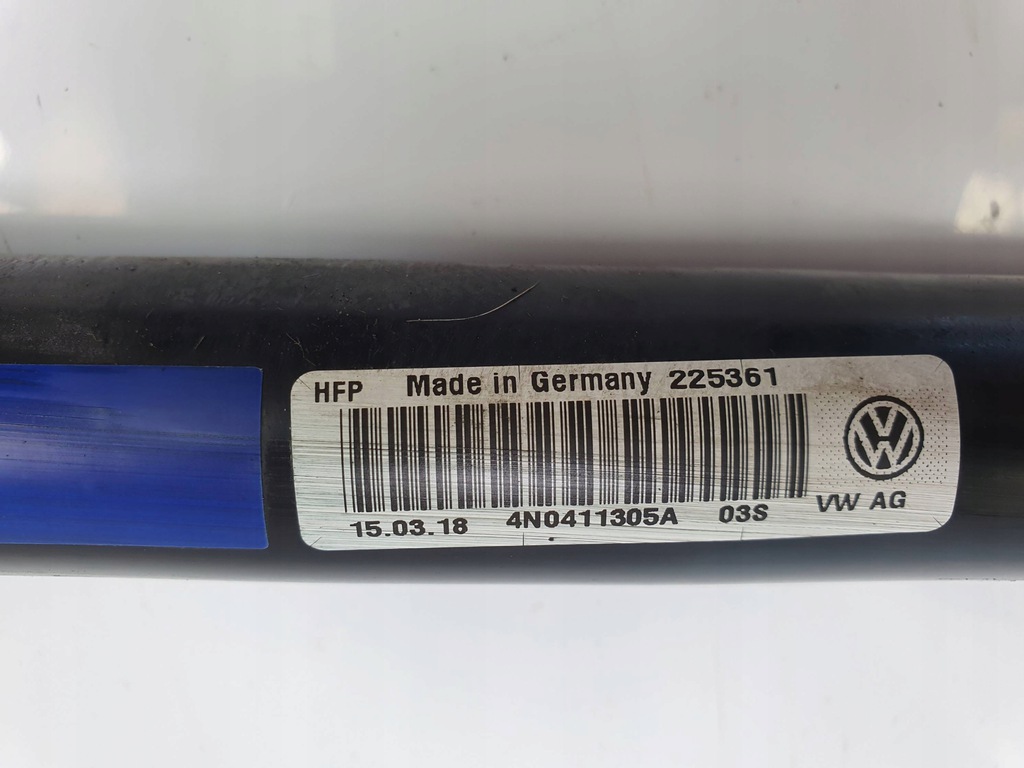 HFP Made in Germany 225361
15.03.18 4N0411305A 03S VW AG